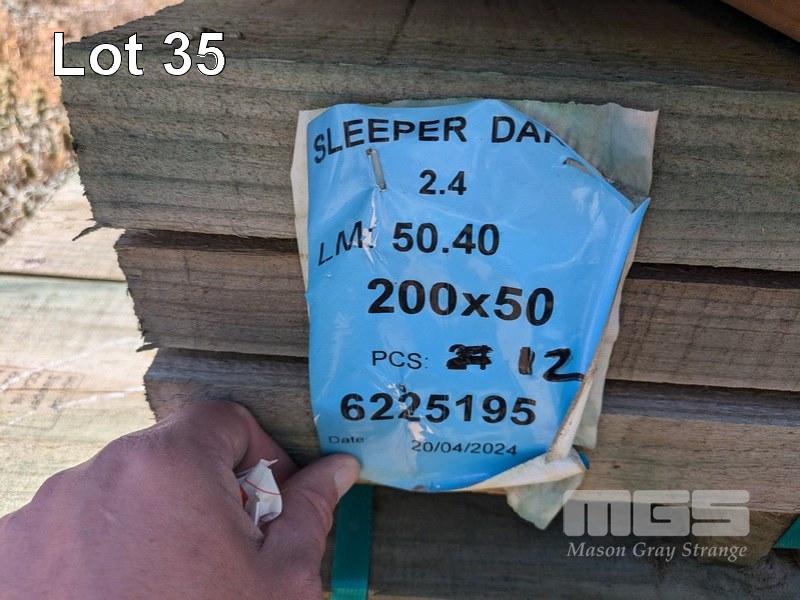 Lot 35
SLEEPER
2.4
LM: 50.40
200x50
PCS: 12
6225195
Date 20/04/2024
MGS
Mason Gray Strange